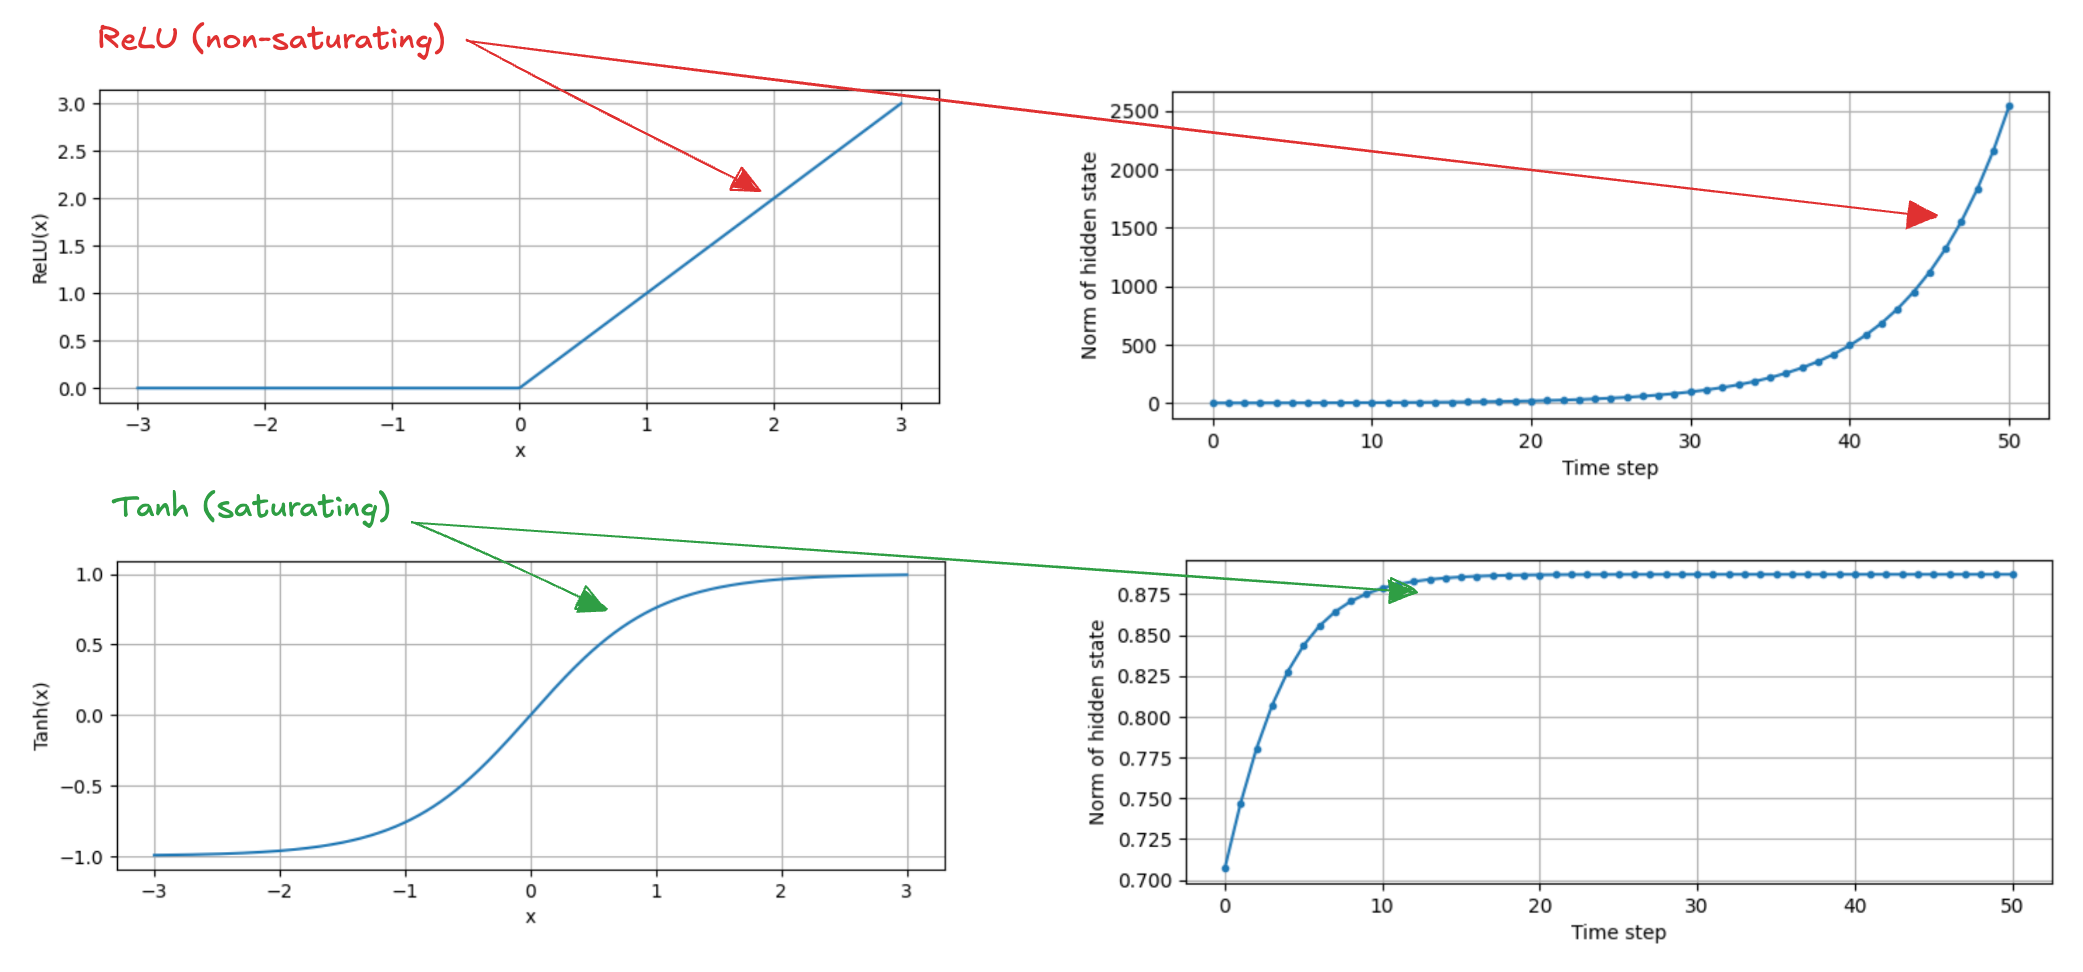 ReLU (non-saturating)
3.0
2.5
2.0
1.5
1.0
0.5
0.0
ReLU(x)
−3 −2 −1 0 1 2 3
x
2500
2000
1500
1000
500
0
Norm of hidden state
0 10 20 30 40 50
Time step
Tanh (saturating)
1.0
0.5
0.0
−0.5
−1.0
Tanh(x)
−3 −2 −1 0 1 2 3
x
0.875
0.850
0.825
0.800
0.775
0.750
0.725
0.700
Norm of hidden state
0 10 20 30 40 50
Time step